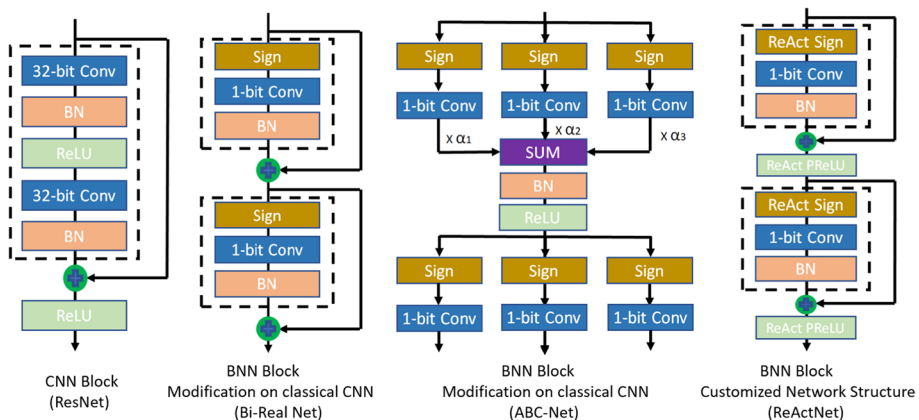 32-bit Conv
BN
ReLU
32-bit Conv
BN
ReLU
CNN Block
(ResNet)
Sign
1-bit Conv
BN
Sign
1-bit Conv
BN
BNN Block
Modification on classical CNN
(Bi-Real Net)
Sign Sign Sign
1-bit Conv 1-bit Conv 1-bit Conv
x α1 x α2 x α3
SUM
BN
ReLU
Sign Sign Sign
1-bit Conv 1-bit Conv 1-bit Conv
BNN Block
Modification on classical CNN
(ABC-Net)
ReAct Sign
1-bit Conv
BN
ReAct PReLU
ReAct Sign
1-bit Conv
BN
ReAct PReLU
BNN Block
Customized Network Structure
(ReActNet)